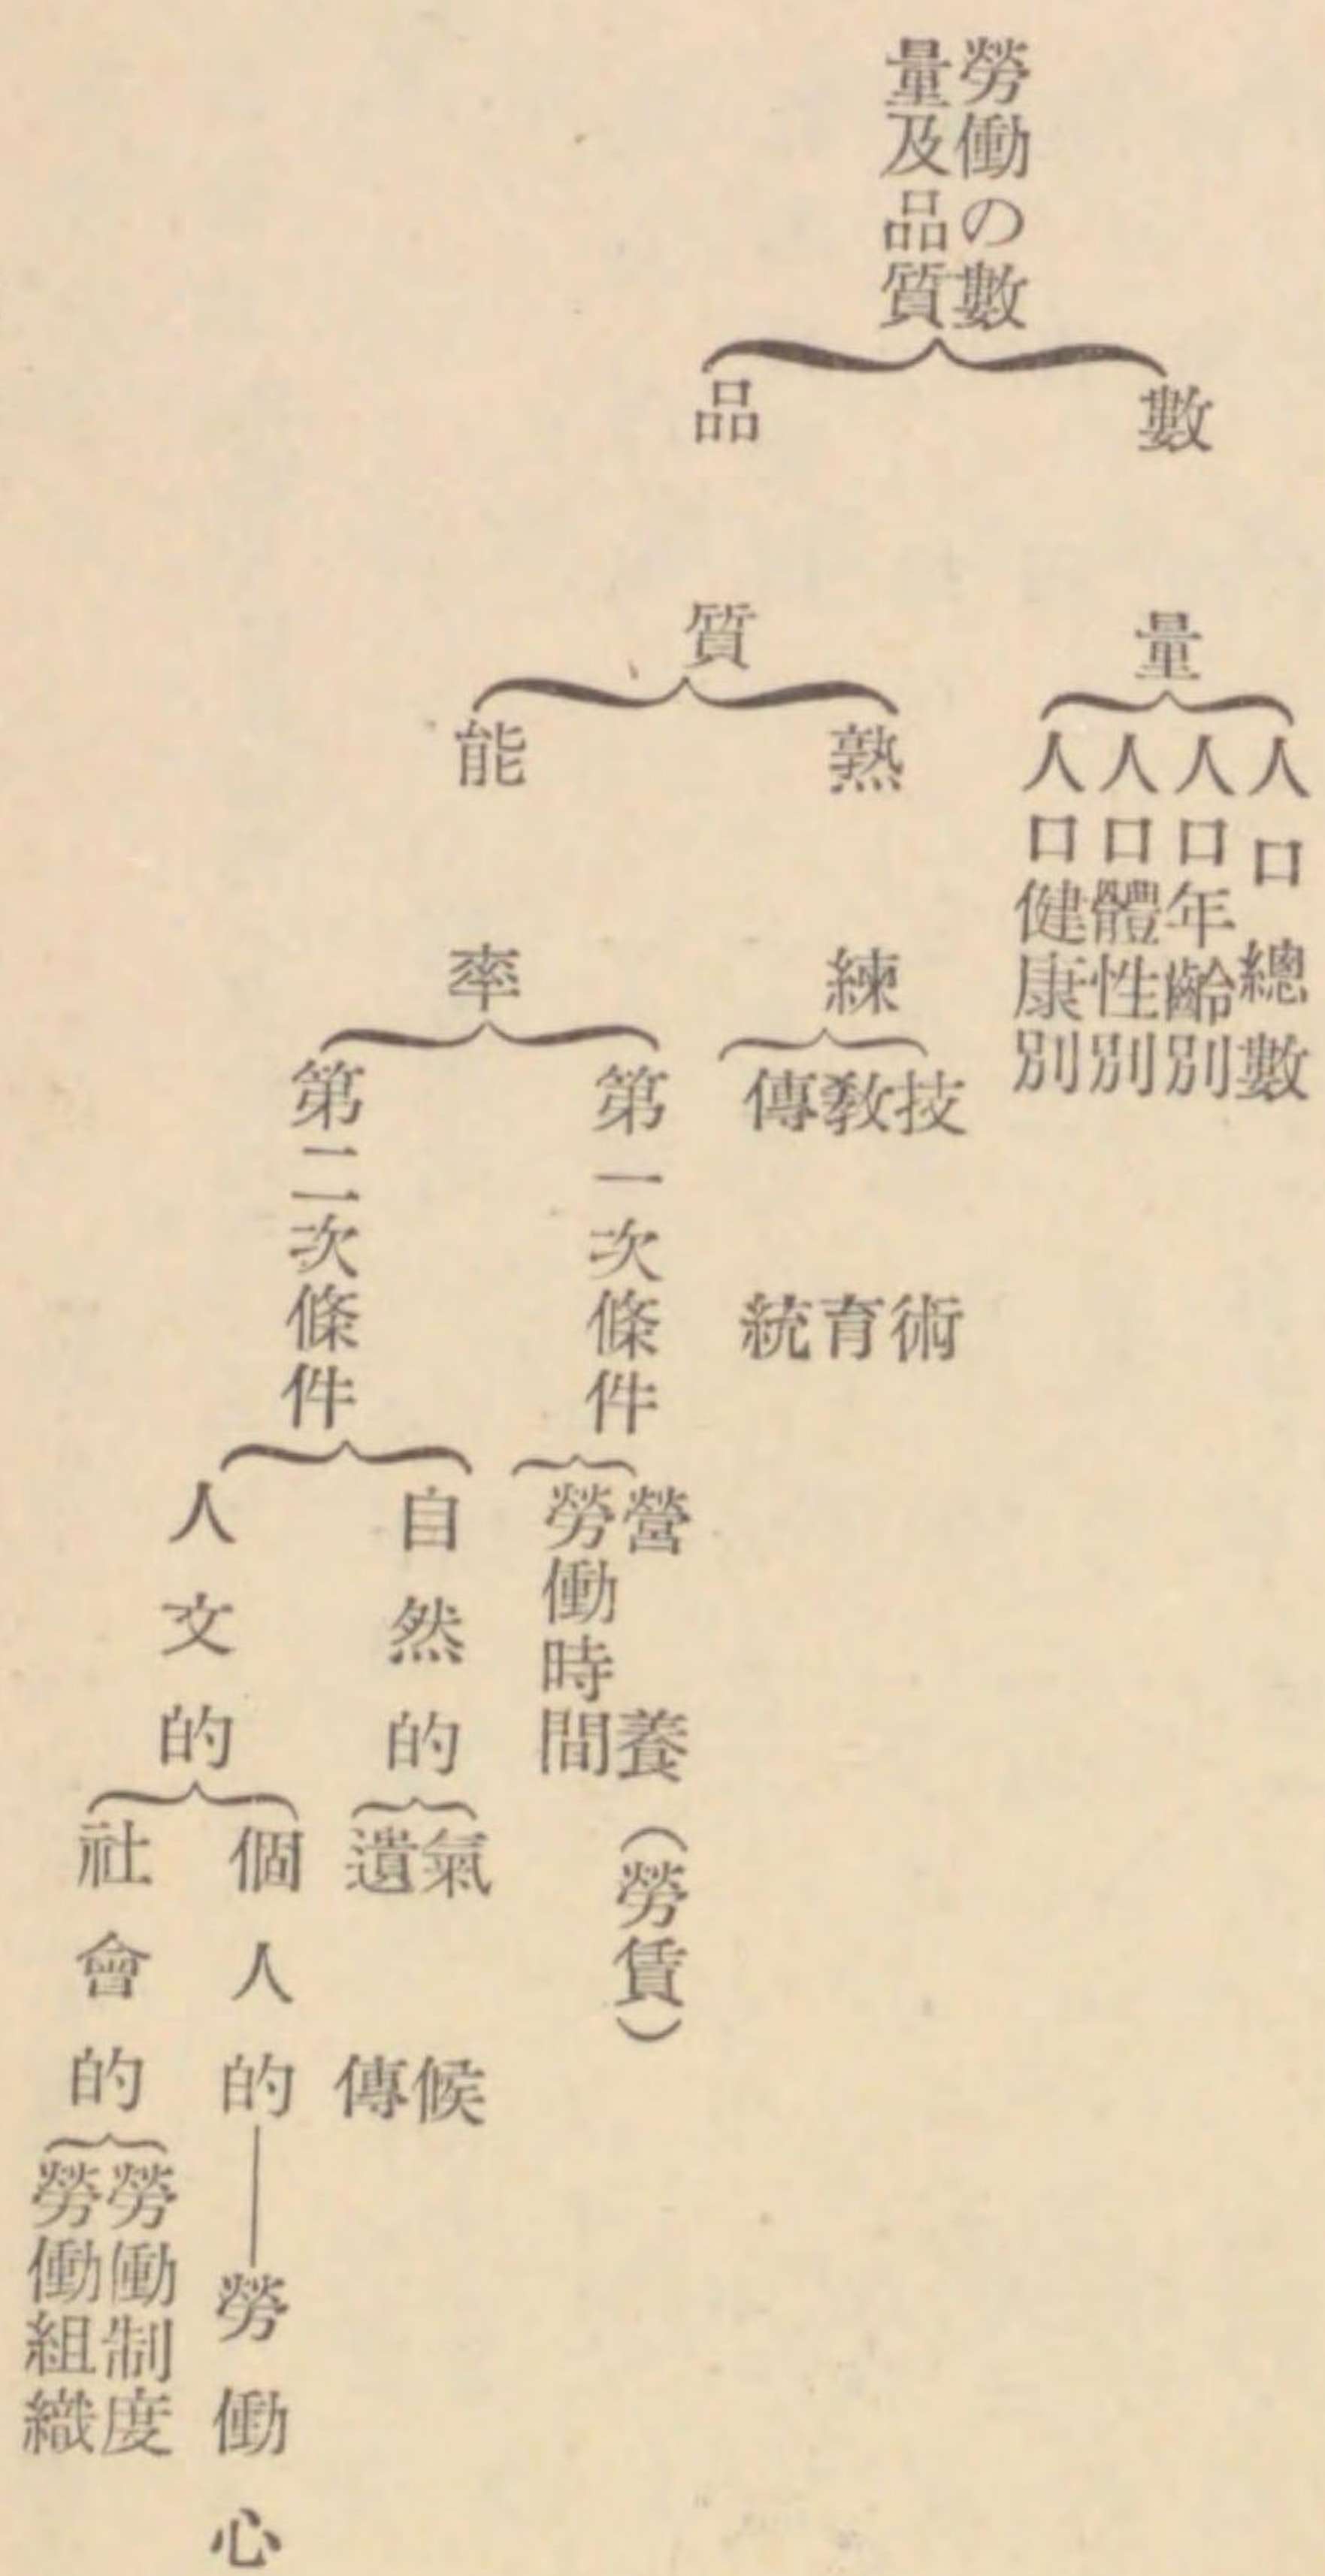 勞働の數
量及品質
數量
人口總數
人口年齡別
人口體性別
人口健康別
品質
熟練
技術
教育
傳統
能率
第一次條件
營養(勞賃)
勞働時間
第二次條件
自然的
氣候
遺傳
人文的
個人的——勞働心
社會的
勞働制度
勞働組織